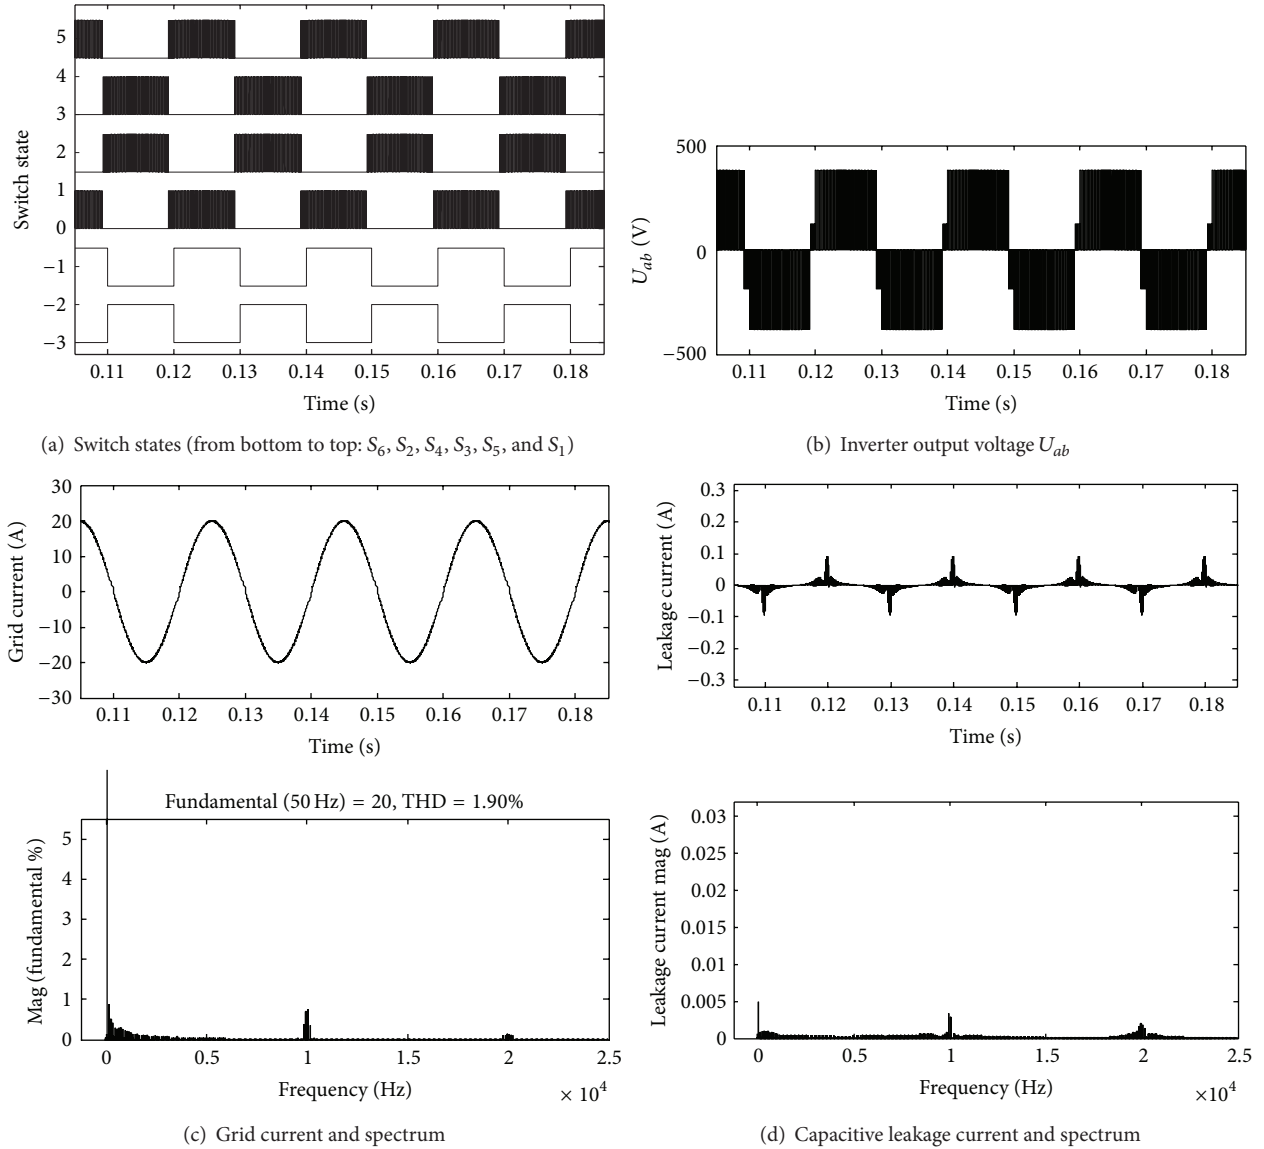 5
4
3
2
1
0
−1
−2
−3
Switch state
0.11 0.12 0.13 0.14 0.15 0.16 0.17 0.18
Time (s)
(a) Switch states (from bottom to top: S6, S2, S4, S3, S5, and S1)
500
0
−500
Uab (V)
0.11 0.12 0.13 0.14 0.15 0.16 0.17 0.18
Time (s)
(b) Inverter output voltage Uab
30
20
10
0
−10
−20
−30
Grid current (A)
0.11 0.12 0.13 0.14 0.15 0.16 0.17 0.18
Time (s)
Fundamental (50 Hz) = 20, THD = 1.90%
5
4
3
2
1
0
Mag (fundamental %)
0 0.5 1 1.5 2 2.5
Frequency (Hz)
× 10⁴
(c) Grid current and spectrum
0.3
0.2
0.1
0
−0.1
−0.2
−0.3
Leakage current (A)
0.11 0.12 0.13 0.14 0.15 0.16 0.17 0.18
Time (s)
0.03
0.025
0.02
0.015
0.01
0.005
0
Leakage current mag (A)
0 0.5 1 1.5 2 2.5
Frequency (Hz)
×10⁴
(d) Capacitive leakage current and spectrum